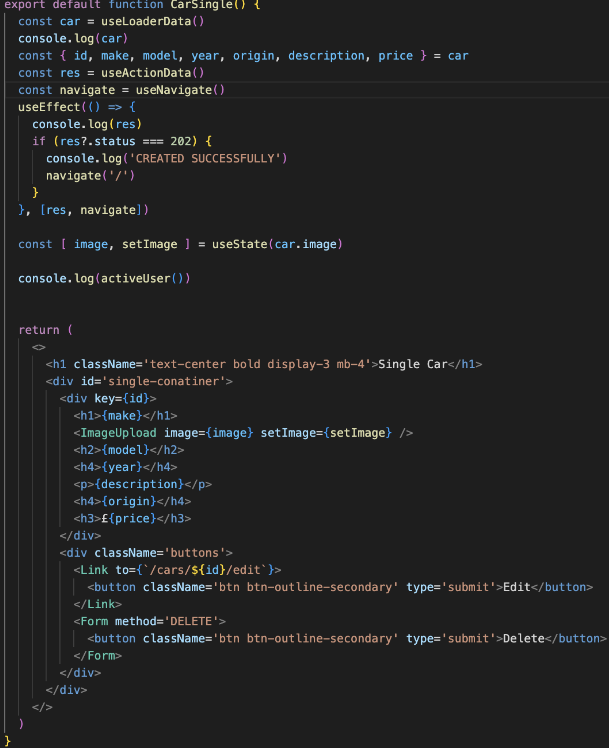 export default function CarSingle() {
  const car = useLoaderData()
  console.log(car)
  const { id, make, model, year, origin, description, price } = car
  const res = useActionData()
  const navigate = useNavigate()
  useEffect(() => {
    console.log(res)
    if (res?.status === 202) {
      console.log('CREATED SUCCESSFULLY')
      navigate('/')
    }
  }, [res, navigate])

  const [ image, setImage ] = useState(car.image)

  console.log(activeUser())


  return (
    <>
      <h1 className='text-center bold display-3 mb-4'>Single Car</h1>
      <div id='single-conatiner'>
        <div key={id}>
          <h1>{make}</h1>
          <ImageUpload image={image} setImage={setImage} />
          <h2>{model}</h2>
          <h4>{year}</h4>
          <p>{description}</p>
          <h4>{origin}</h4>
          <h3>£{price}</h3>
        </div>
        <div className='buttons'>
          <Link to={`/cars/${id}/edit`}>
            <button className='btn btn-outline-secondary' type='submit'>Edit</button>
          </Link>
          <Form method='DELETE'>
            <button className='btn btn-outline-secondary' type='submit'>Delete</button>
          </Form>
        </div>
      </div>
    </>
  )
}